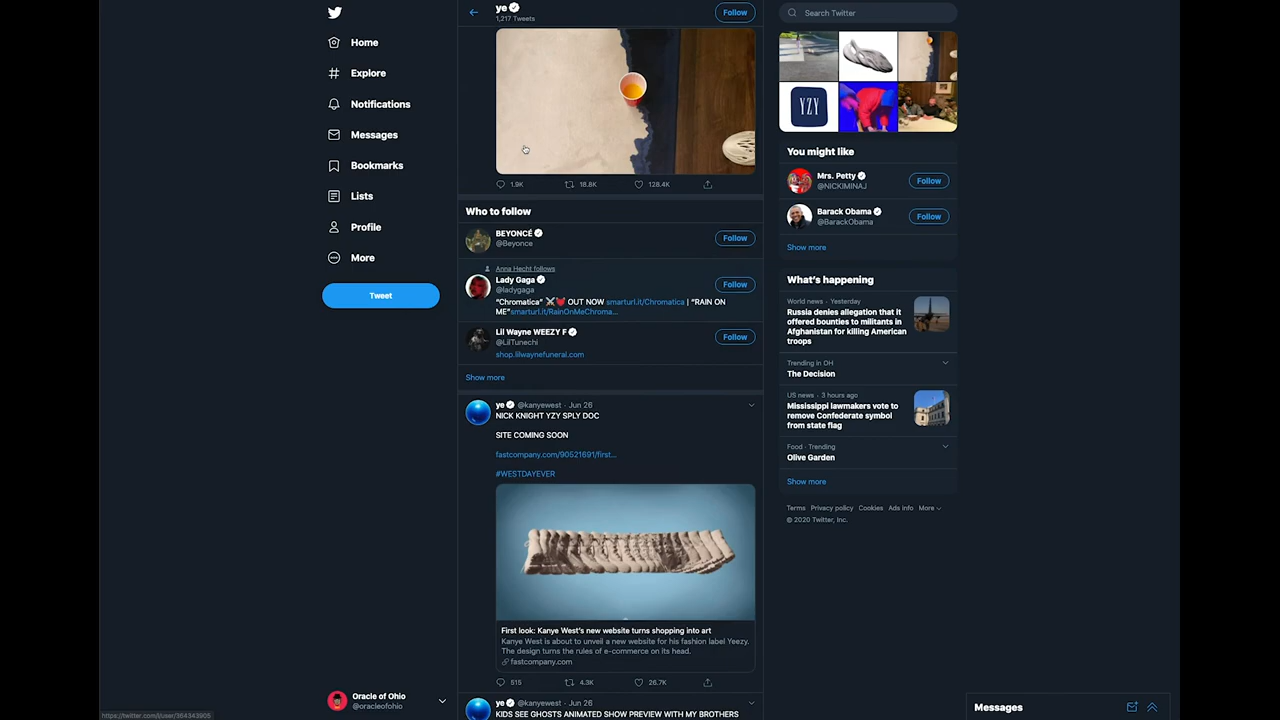 ye
1,217 Tweets
Follow
Search Twitter
Home
Explore
Notifications
Messages
Bookmarks
Lists
Profile
More
Tweet
1.9K
18.8K
128.4K
Who to follow
BEYONCÉ
@Beyonce
Follow
Anna Hecht follows
Lady Gaga
@ladygaga
Follow
“Chromatica” ⚔️💓 OUT NOW smarturl.it/Chromatica | “RAIN ON
ME”smarturl.it/RainOnMeChroma...
Lil Wayne WEEZY F
@LilTunechi
Follow
shop.lilwaynefuneral.com
Show more
ye @kanyewest · Jun 26
NICK KNIGHT YZY SPLY DOC
SITE COMING SOON
fastcompany.com/90521691/first...
#WESTDAYEVER
First look: Kanye West’s new website turns shopping into art
Kanye West is about to unveil a new website for his fashion label Yeezy.
The design turns the rules of e-commerce on its head.
fastcompany.com
515
4.3K
26.7K
ye @kanyewest · Jun 26
KIDS SEE GHOSTS ANIMATED SHOW PREVIEW WITH MY BROTHERS
YZY
You might like
Mrs. Petty
@NICKIMINAJ
Follow
Barack Obama
@BarackObama
Follow
Show more
What’s happening
World news · Yesterday
Russia denies allegation that it
offered bounties to militants in
Afghanistan for killing American
troops
Trending in OH
The Decision
US news · 3 hours ago
Mississippi lawmakers vote to
remove Confederate symbol
from state flag
Food · Trending
Olive Garden
Show more
Terms Privacy policy Cookies Ads info More
© 2020 Twitter, Inc.
Oracle of Ohio
@oracleofohio
https://twitter.com/i/user/364343905
Messages